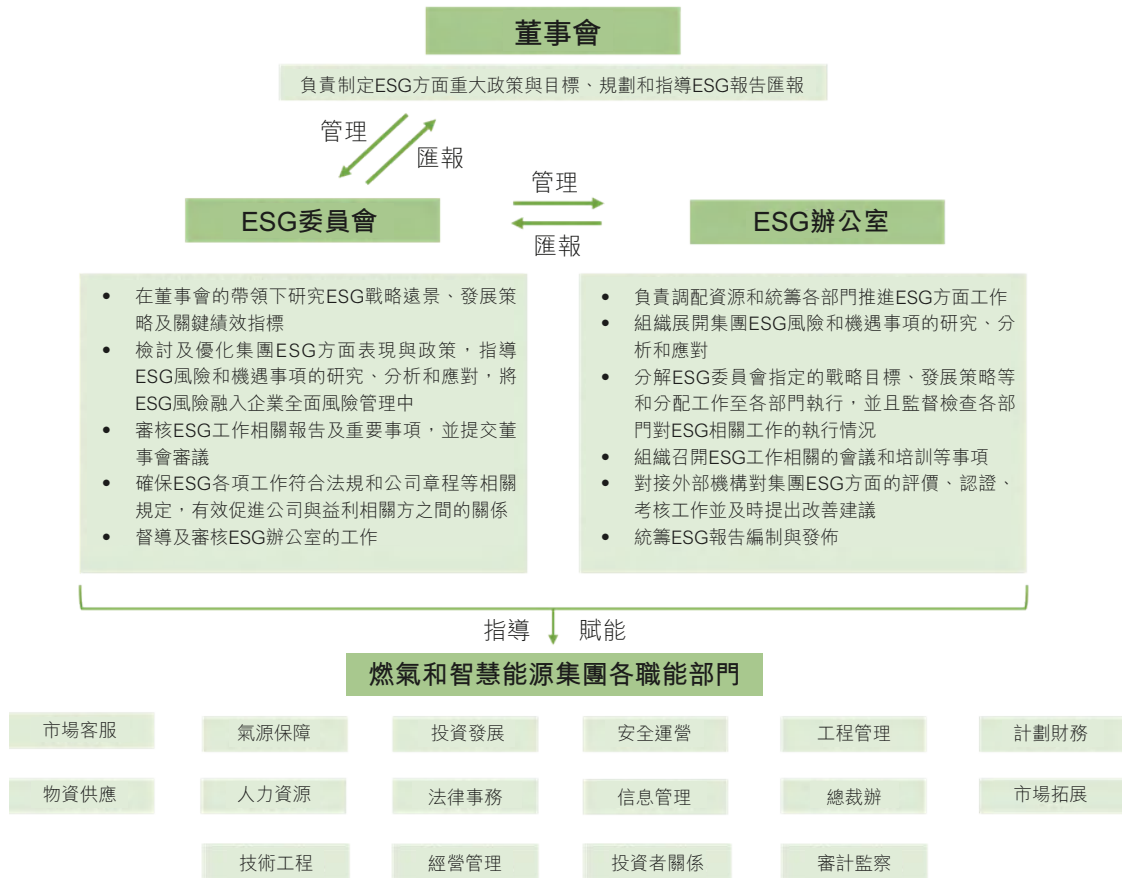 董事會
負責制定ESG方面重大政策與目標、規劃和指導ESG報告匯報
管理
匯報
管理
匯報
ESG委員會
ESG辦公室
• 在董事會的帶領下研究ESG戰略遠景、發展策
略及關鍵績效指標
• 檢討及優化集團ESG方面表現與政策，指導
ESG風險和機遇事項的研究、分析和應對，將
ESG風險融入企業全面風險管理中
• 審核ESG工作相關報告及重要事項，並提交董
事會審議
• 確保ESG各項工作符合法規和公司章程等相關
規定，有效促進公司與益利相關方之間的關係
• 督導及審核ESG辦公室的工作
• 負責調配資源和統籌各部門推進ESG方面工作
• 組織展開集團ESG風險和機遇事項的研究、分
析和應對
• 分解ESG委員會指定的戰略目標、發展策略等
和分配工作至各部門執行，並且監督檢查各部
門對ESG相關工作的執行情況
• 組織召開ESG工作相關的會議和培訓等事項
• 對接外部機構對集團ESG方面的評價、認證、
考核工作並及時提出改善建議
• 統籌ESG報告編制與發佈
指導 賦能
燃氣和智慧能源集團各職能部門
市場客服 氣源保障 投資發展 安全運營 工程管理 計劃財務
物資供應 人力資源 法律事務 信息管理 總裁辦 市場拓展
技術工程 經營管理 投資者關係 審計監察